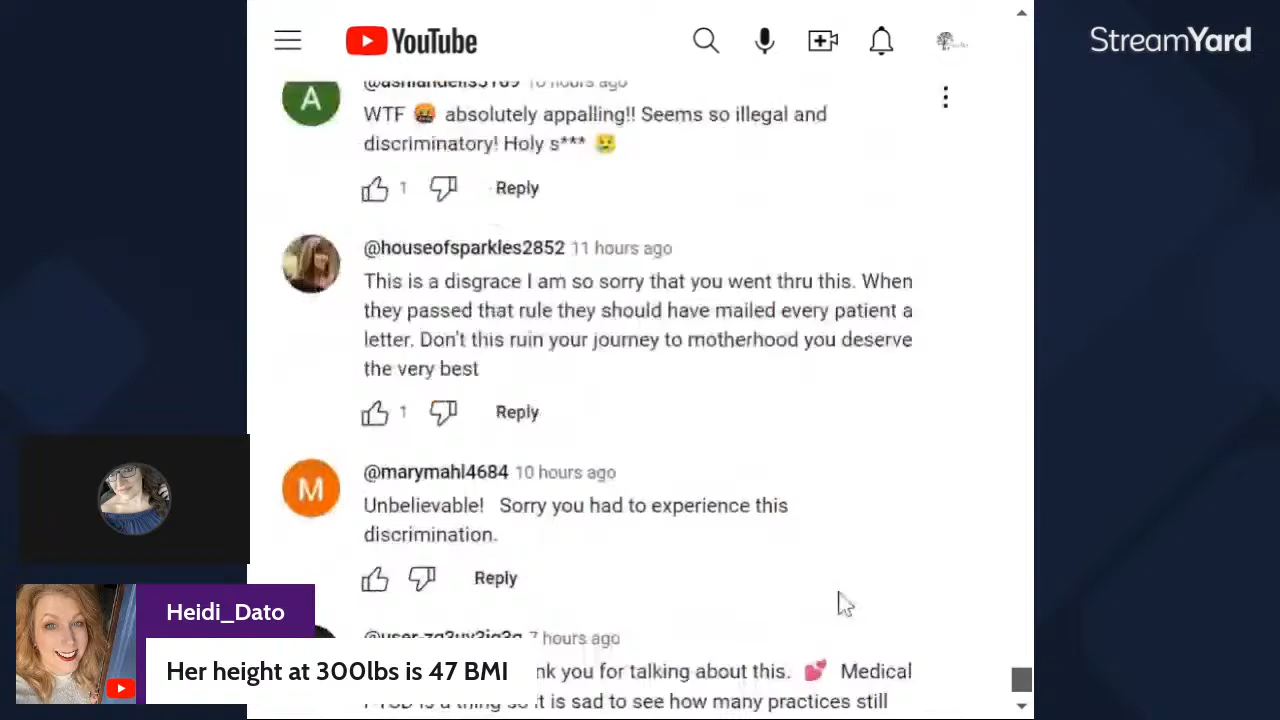 YouTube
StreamYard
10 hours ago
A
WTF 🤬 absolutely appalling!! Seems so illegal and
discriminatory! Holy s*** 😢
1
Reply
@houseofsparkles2852 11 hours ago
This is a disgrace I am so sorry that you went thru this. When
they passed that rule they should have mailed every patient a
letter. Don't this ruin your journey to motherhood you deserve
the very best
1
Reply
@marymahl4684 10 hours ago
M
Unbelievable! Sorry you had to experience this
discrimination.
Reply
7 hours ago
you for talking about this. 💕 Medical
it is sad to see how many practices still
Heidi_Dato
Her height at 300lbs is 47 BMI